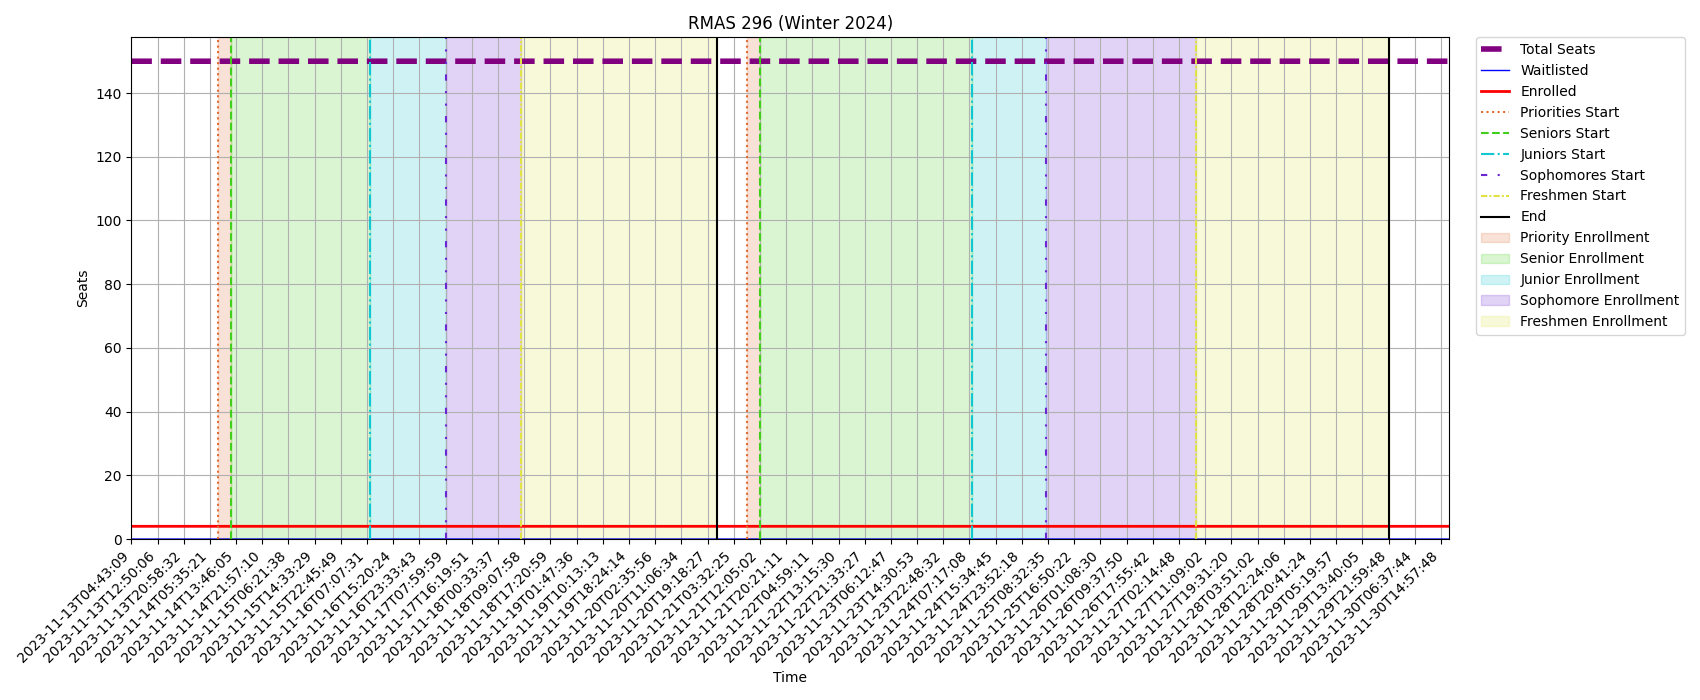 RMAS 296 (Winter 2024)
Total Seats
Waitlisted
Enrolled
Priorities Start
Seniors Start
Juniors Start
Sophomores Start
Freshmen Start
End
Priority Enrollment
Senior Enrollment
Junior Enrollment
Sophomore Enrollment
Freshmen Enrollment
Seats
140
120
100
80
60
40
20
0
2023-11-13T04:43:09
2023-11-13T12:50:06
2023-11-13T20:58:32
2023-11-14T05:35:21
2023-11-14T13:46:05
2023-11-14T21:57:10
2023-11-15T06:21:38
2023-11-15T14:33:29
2023-11-15T22:45:49
2023-11-16T07:07:31
2023-11-16T15:20:24
2023-11-16T23:33:43
2023-11-17T07:59:59
2023-11-17T16:19:51
2023-11-18T00:33:37
2023-11-18T09:07:58
2023-11-18T17:20:59
2023-11-19T01:47:36
2023-11-19T10:13:13
2023-11-19T18:24:14
2023-11-20T02:35:56
2023-11-20T11:06:34
2023-11-20T19:18:27
2023-11-21T03:32:25
2023-11-21T12:05:02
2023-11-21T20:21:11
2023-11-22T04:59:11
2023-11-22T13:15:30
2023-11-22T21:33:27
2023-11-23T06:12:47
2023-11-23T14:30:53
2023-11-23T22:48:32
2023-11-24T07:17:08
2023-11-24T15:34:45
2023-11-24T23:52:18
2023-11-25T08:32:35
2023-11-25T16:50:22
2023-11-26T01:08:30
2023-11-26T09:37:50
2023-11-26T17:55:42
2023-11-27T02:14:48
2023-11-27T11:09:02
2023-11-27T19:31:20
2023-11-28T03:51:02
2023-11-28T12:24:06
2023-11-28T20:41:24
2023-11-29T05:19:57
2023-11-29T13:40:05
2023-11-29T21:59:48
2023-11-30T06:37:44
2023-11-30T14:57:48
Time